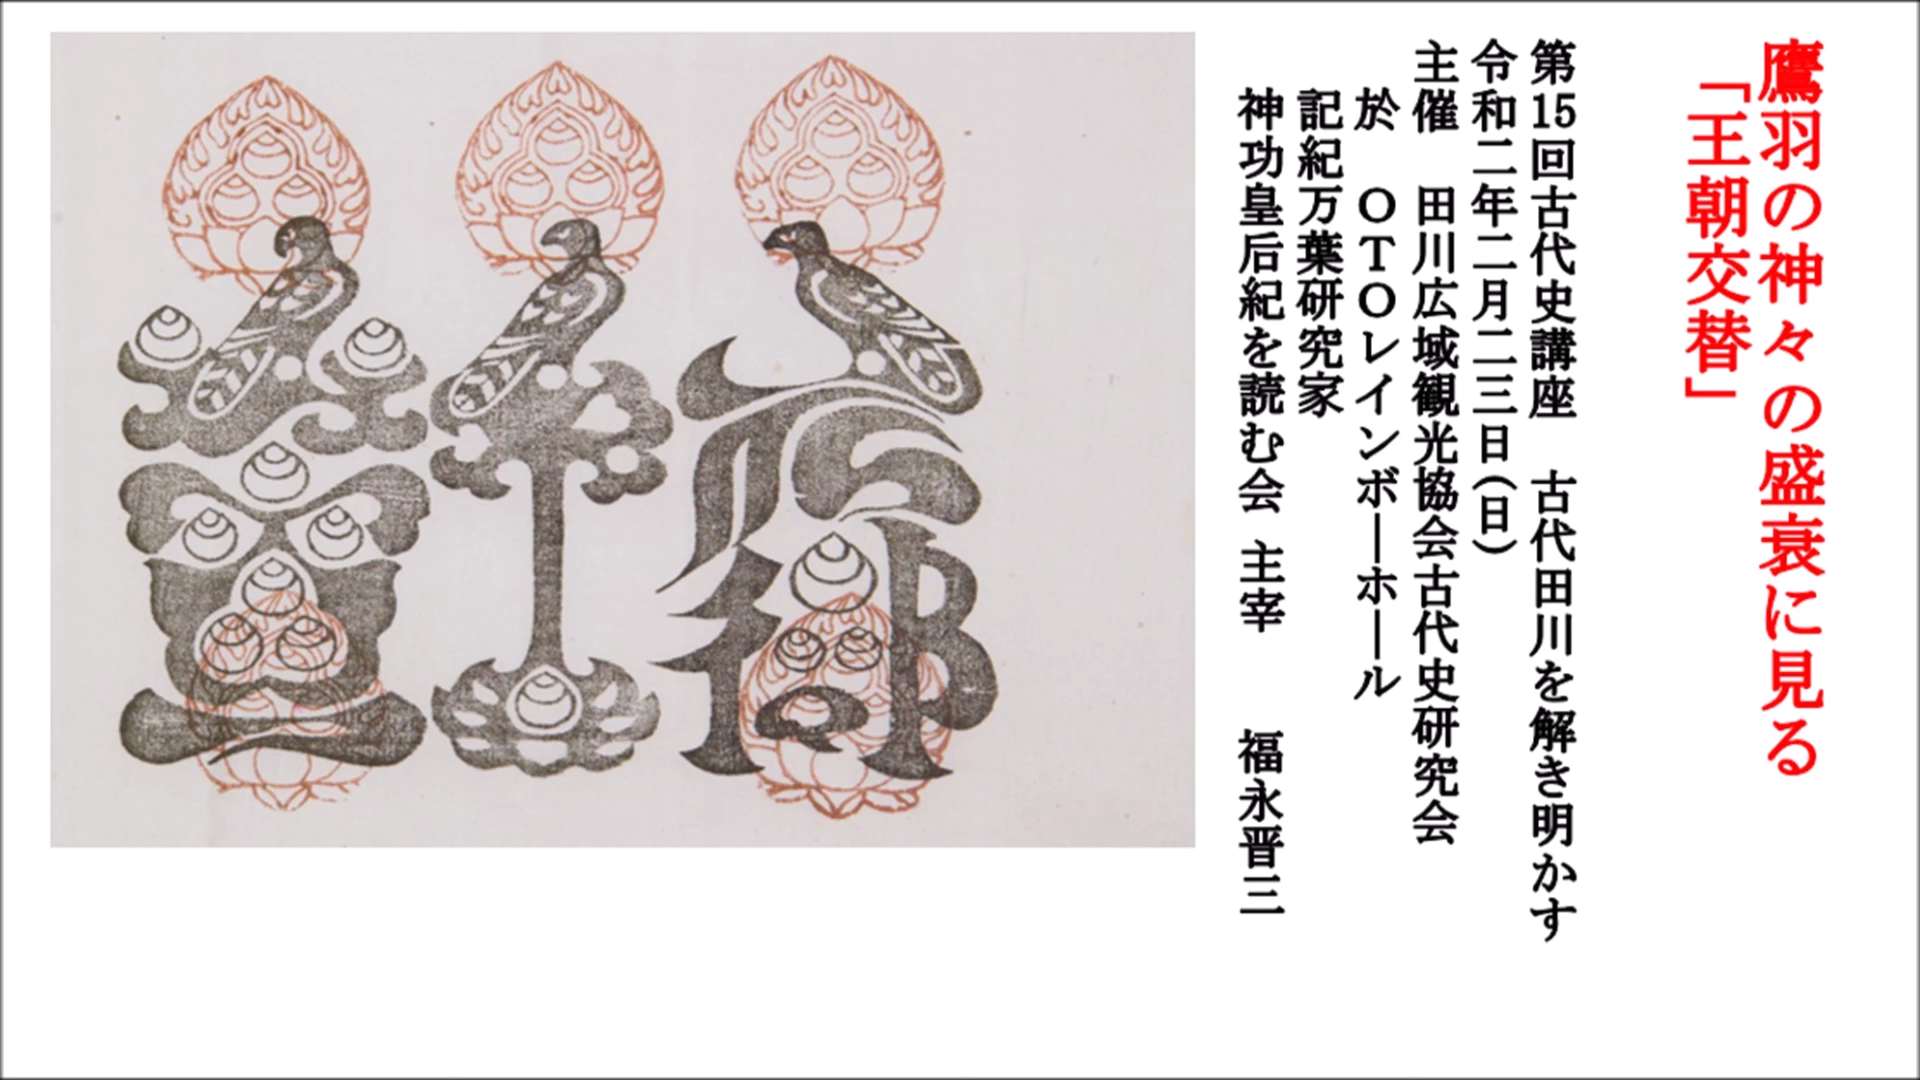 鷹羽の神々の盛衰に見る
「王朝交替」
第15回古代史講座　古代田川を解き明かす
令和二年二月二三日(日)
主催　田川広域観光協会古代史研究会
於　OTOレインボーホール
記紀万葉研究家
神功皇后紀を読む会　主宰　　福永晋三